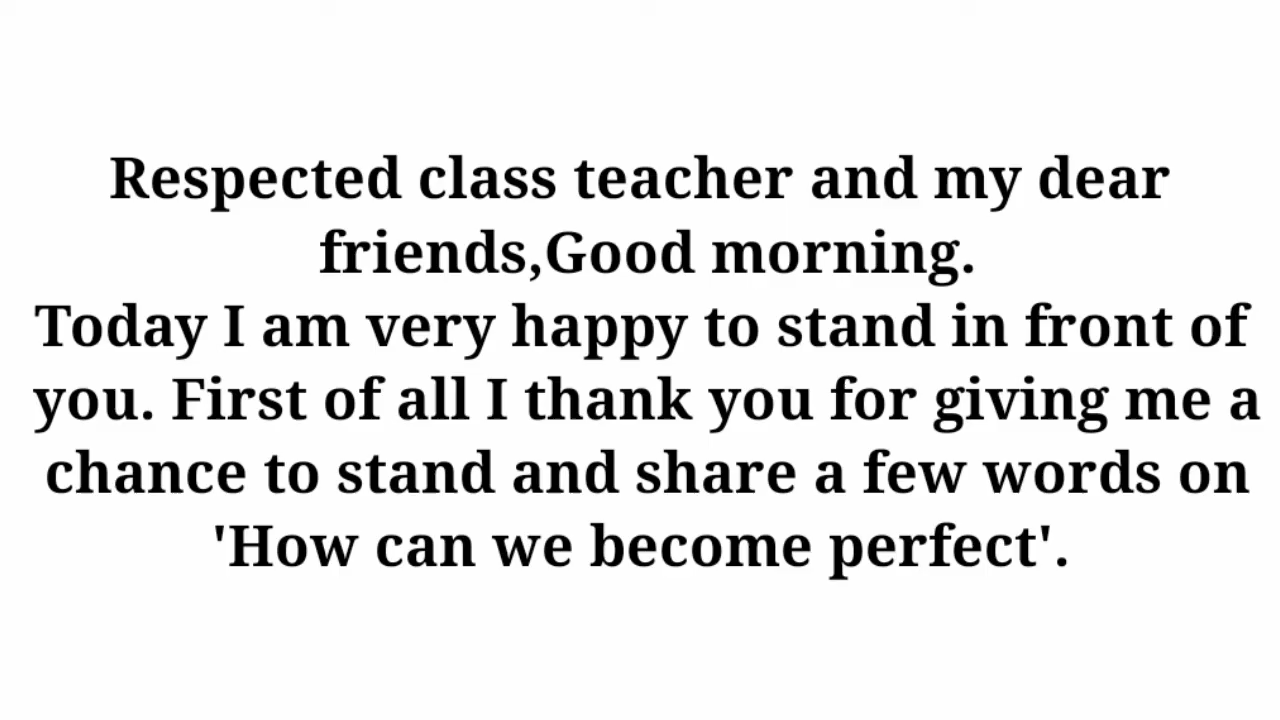 Respected class teacher and my dear
friends,Good morning.
Today I am very happy to stand in front of
you. First of all I thank you for giving me a
chance to stand and share a few words on
'How can we become perfect'.